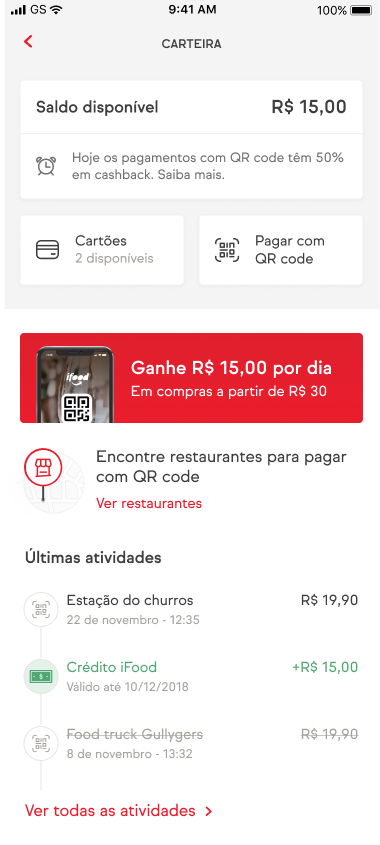 GS 9:41 AM 100%
CARTEIRA
Saldo disponível R$ 15,00
Hoje os pagamentos com QR code têm 50%
em cashback. Saiba mais.
Cartões
2 disponíveis
Pagar com
QR code
ifood
Ganhe R$ 15,00 por dia
Em compras a partir de R$ 30
Encontre restaurantes para pagar
com QR code
Ver restaurantes
Últimas atividades
Estação do churros R$ 19,90
22 de novembro - 12:35
Crédito iFood +R$ 15,00
Válido até 10/12/2018
Food truck Gullygers R$ 19,90
8 de novembro - 13:32
Ver todas as atividades